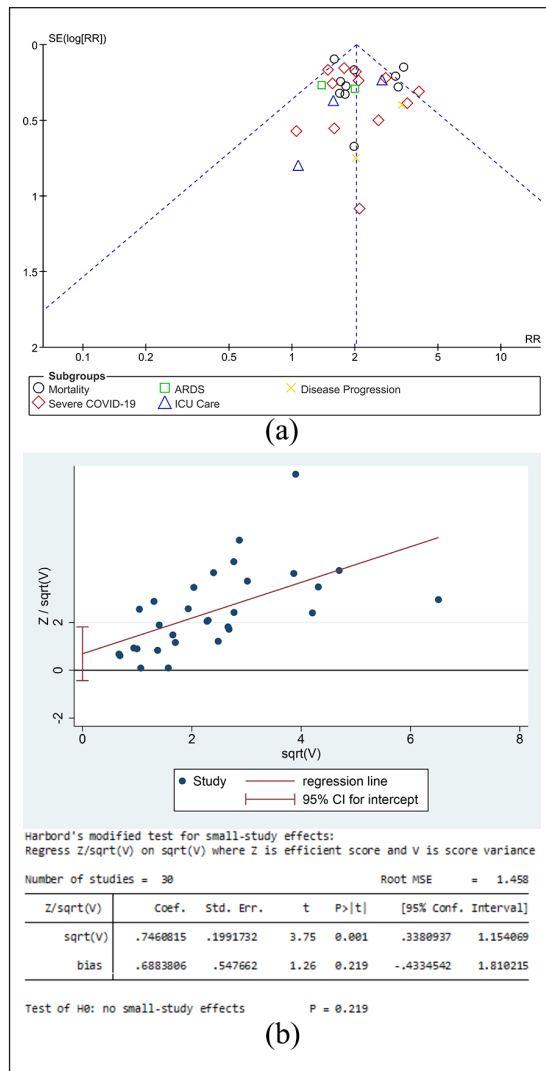 SE(log[RR])
0
0.5
1
1.5
2
0.1
0.2
0.5
1
2
5
10
RR
Subgroups
Mortality
ARDS
Disease Progression
Severe COVID-19
ICU Care
(a)
Z / sqrt(V)
2
0
-2
0
2
4
6
8
sqrt(V)
Study
regression line
95% CI for intercept
Harbord's modified test for small-study effects:
Regress Z/sqrt(V) on sqrt(V) where Z is efficient score and V is score variance
Number of studies = 30 Root MSE = 1.458
Z/sqrt(V) Coef. Std. Err. t P>|t| [95% Conf. Interval]
sqrt(V) .7460815 .1991732 3.75 0.001 .3380937 1.154069
bias .6883806 .547662 1.26 0.219 -.4334542 1.810215
Test of H0: no small-study effects P = 0.219
(b)